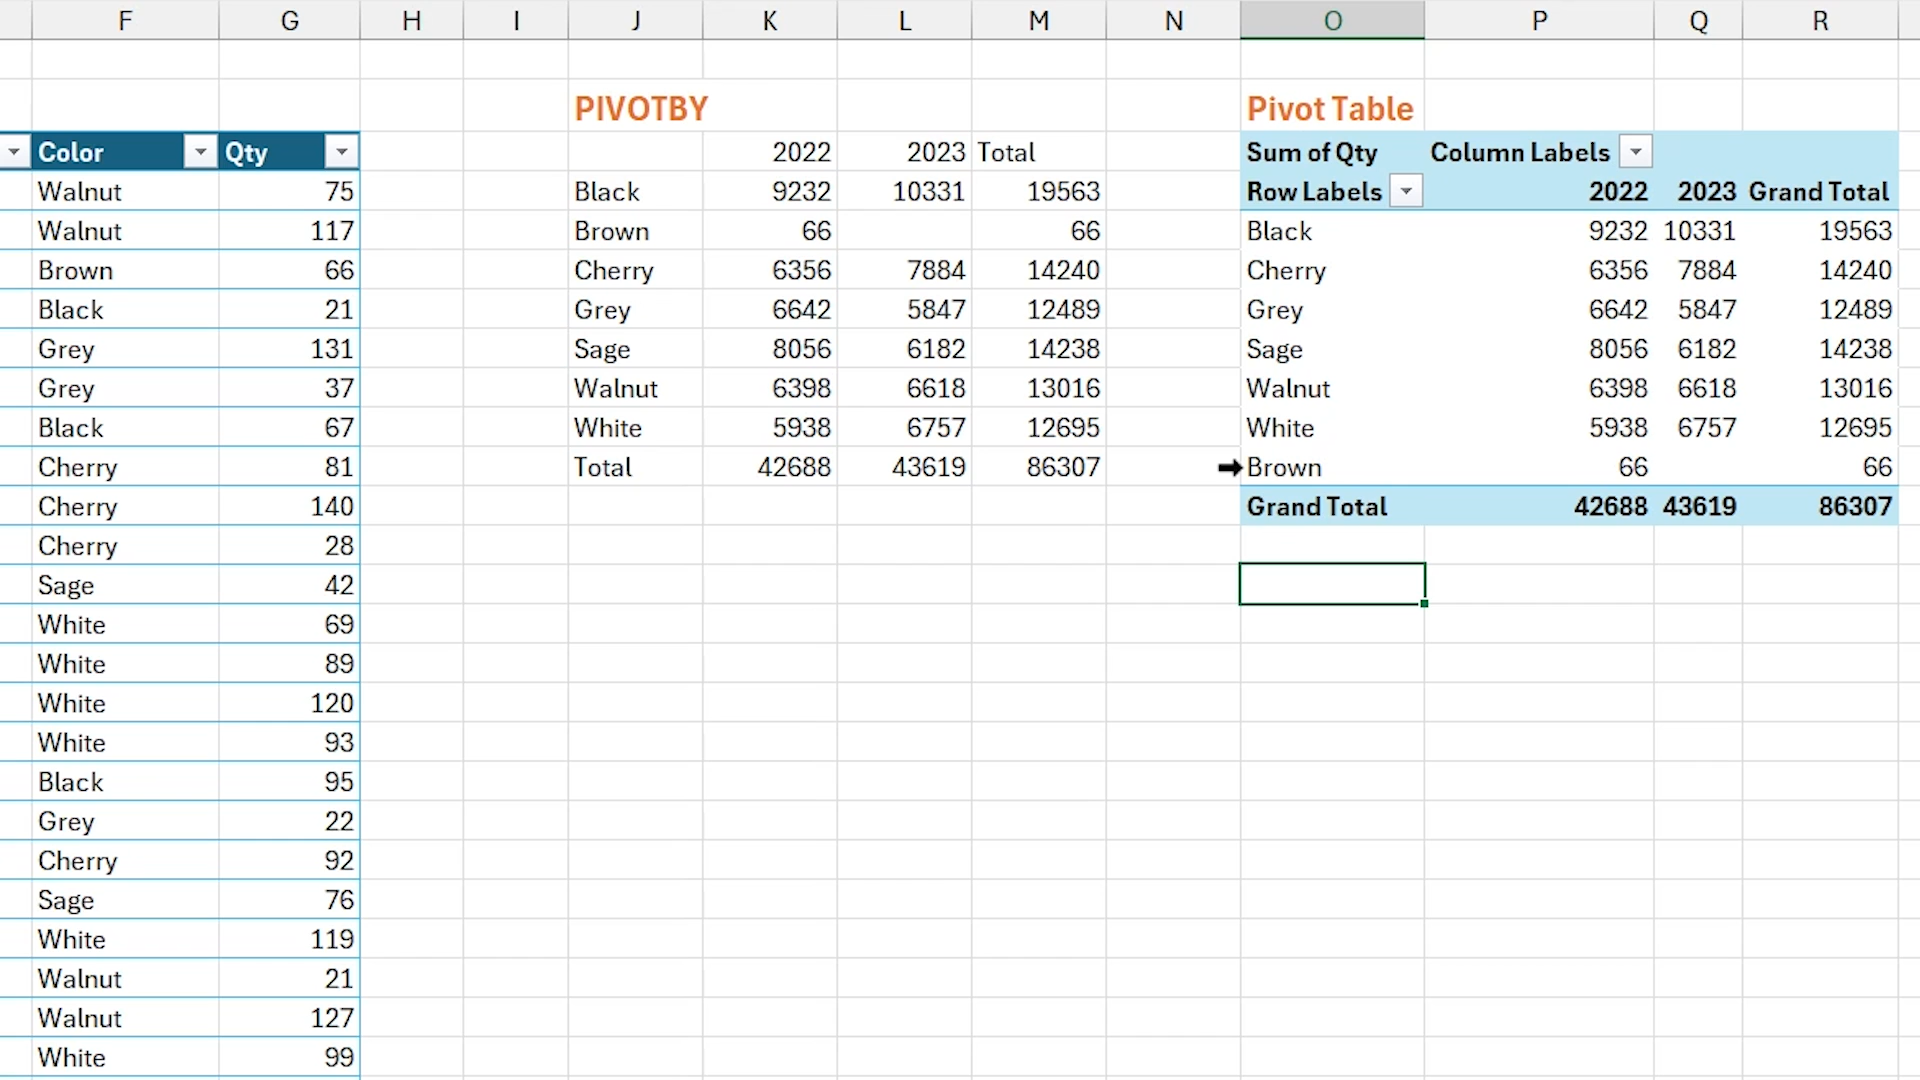 F G H I J K L M N O P Q R
PIVOTBY Pivot Table
Color Qty 2022 2023 Total Sum of Qty Column Labels
Walnut 75 Black 9232 10331 19563 Row Labels 2022 2023 Grand Total
Walnut 117 Brown 66 66 Black 9232 10331 19563
Brown 66 Cherry 6356 7884 14240 Cherry 6356 7884 14240
Black 21 Grey 6642 5847 12489 Grey 6642 5847 12489
Grey 131 Sage 8056 6182 14238 Sage 8056 6182 14238
Grey 37 Walnut 6398 6618 13016 Walnut 6398 6618 13016
Black 67 White 5938 6757 12695 White 5938 6757 12695
Cherry 81 Total 42688 43619 86307 Brown 66 66
Cherry 140 Grand Total 42688 43619 86307
Cherry 28
Sage 42
White 69
White 89
White 120
White 93
Black 95
Grey 22
Cherry 92
Sage 76
White 119
Walnut 21
Walnut 127
White 99